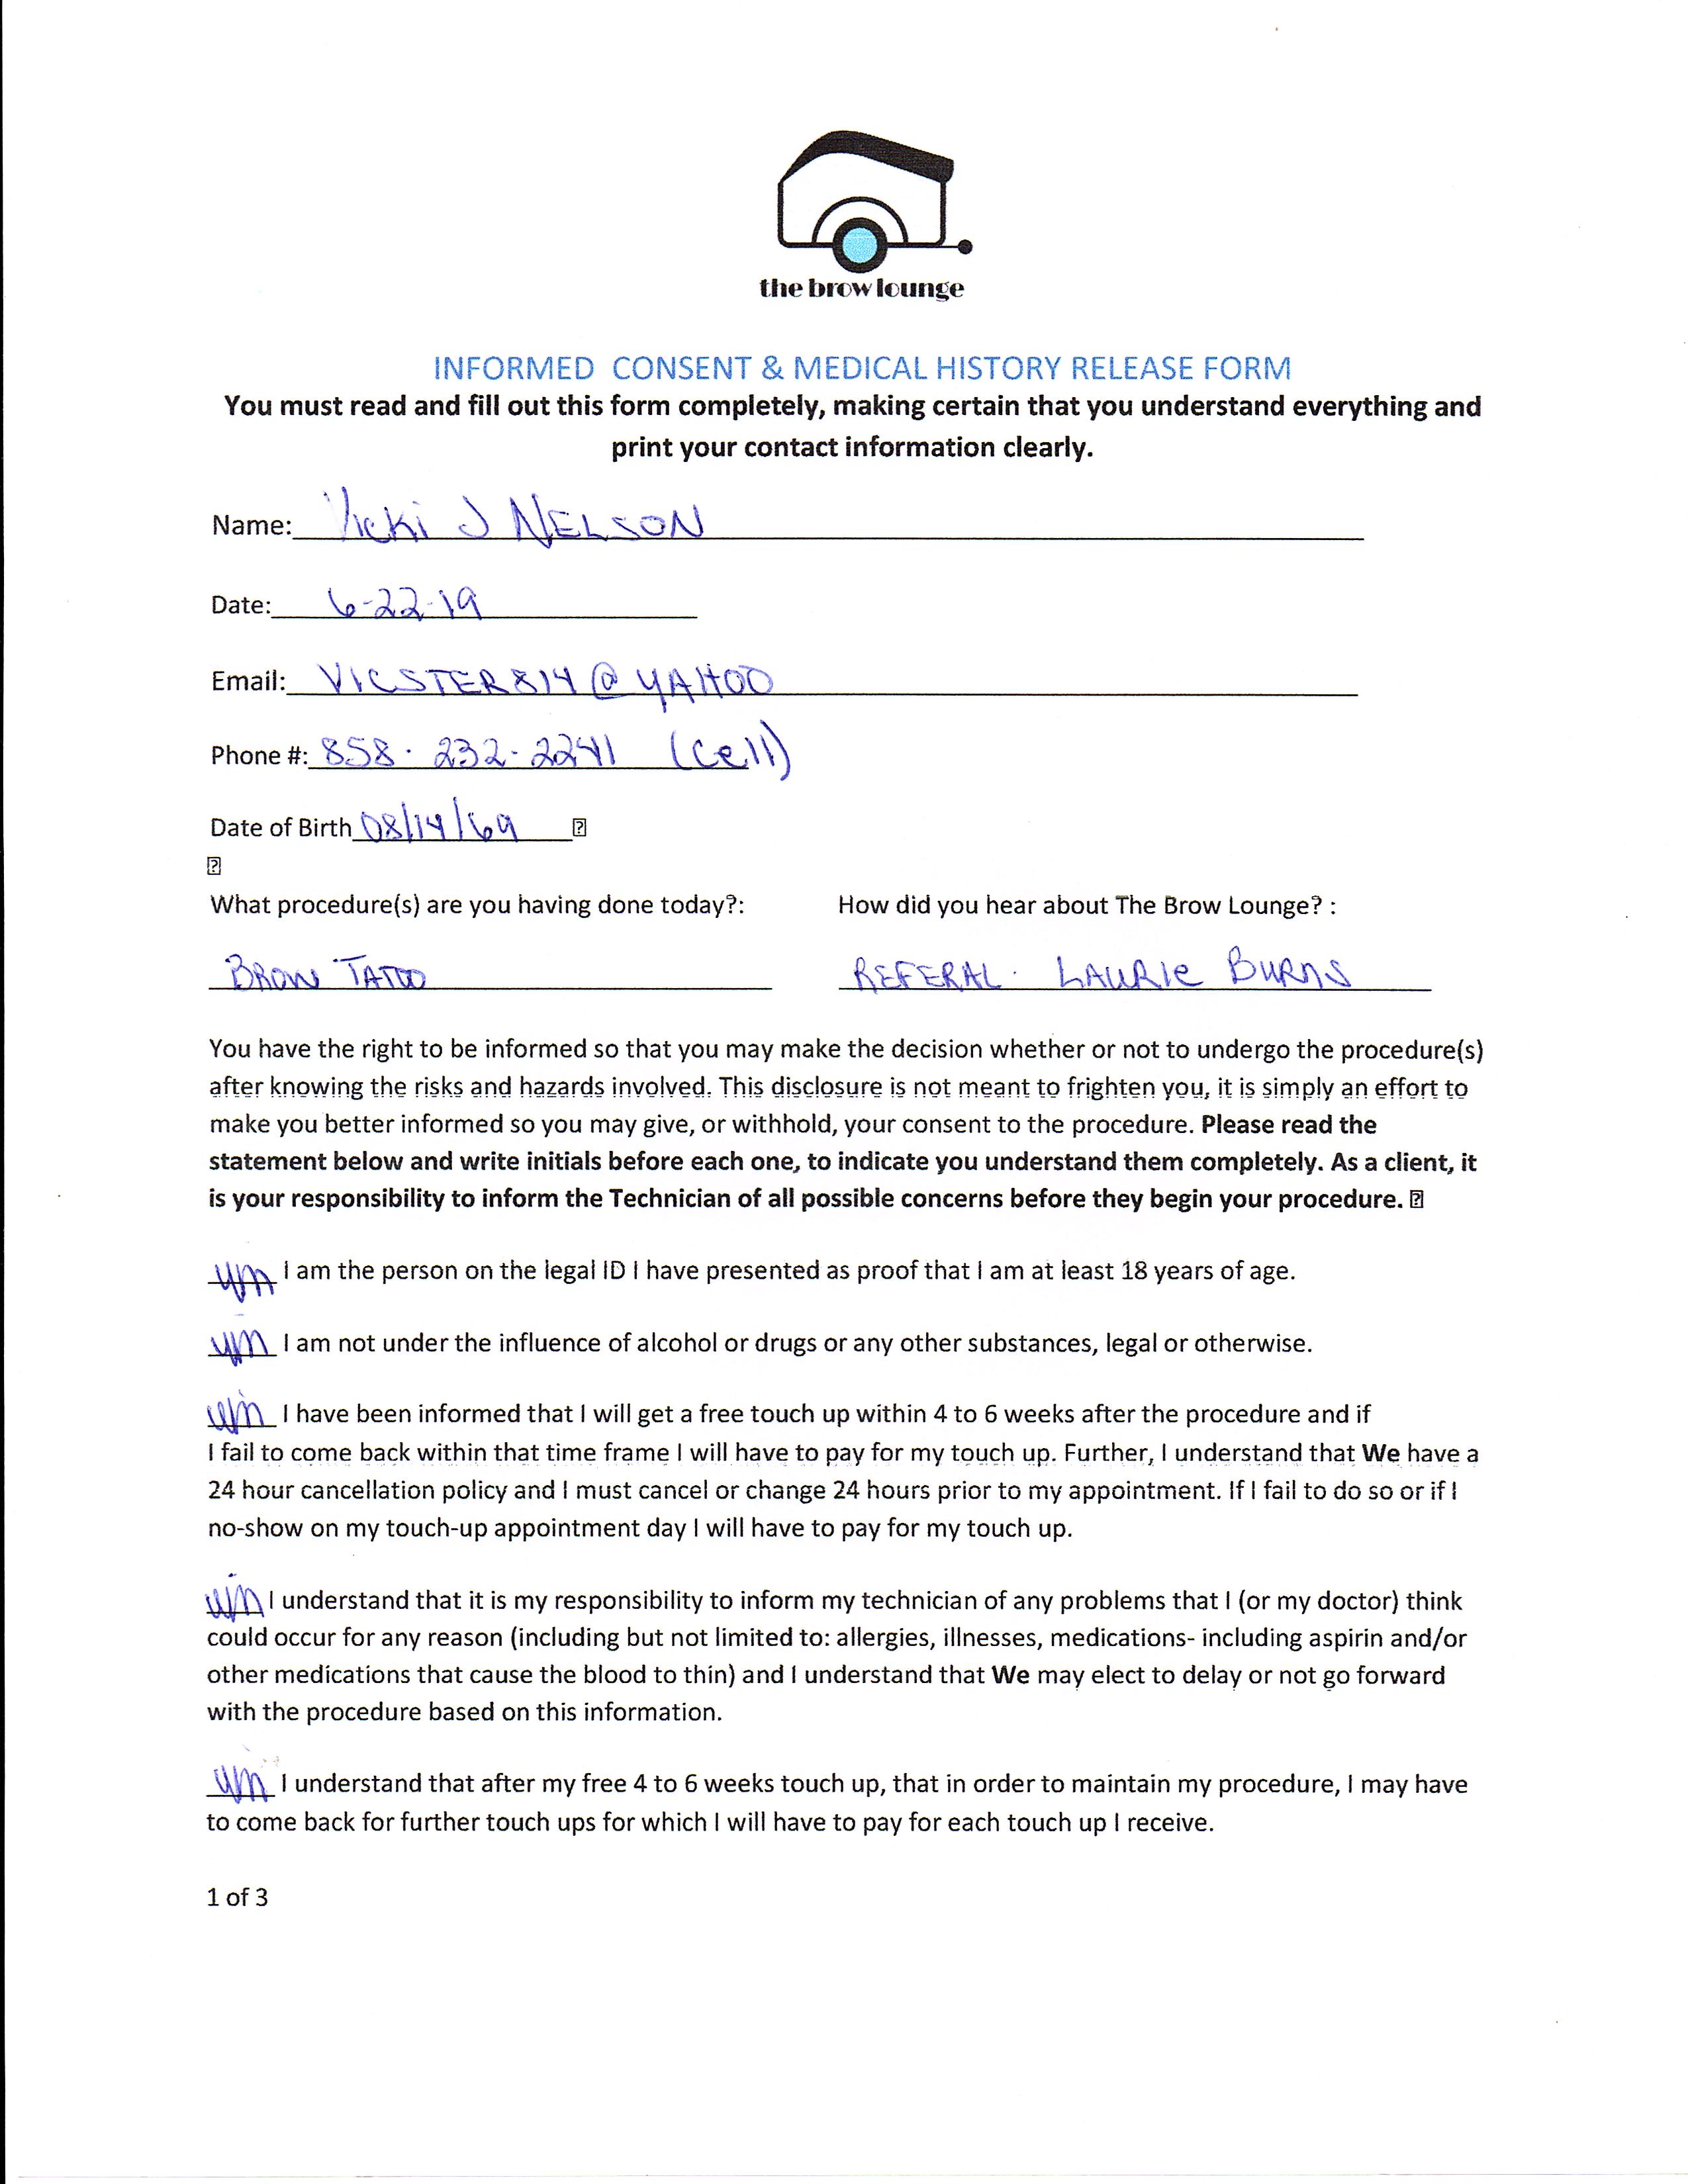 the brow lounge
INFORMED CONSENT & MEDICAL HISTORY RELEASE FORM
You must read and fill out this form completely, making certain that you understand everything and
print your contact information clearly.
Name: Vicki J NELSON
Date: 6-22-19
Email: VICSTER814@YAHOO
Phone #: 858-232-2241 (cell)
Date of Birth 08/14/69
What procedure(s) are you having done today?: How did you hear about The Brow Lounge? :
BROW TATOO REFERAL - LAURIE BURNS
You have the right to be informed so that you may make the decision whether or not to undergo the procedure(s)
after knowing the risks and hazards involved. This disclosure is not meant to frighten you, it is simply an effort to
make you better informed so you may give, or withhold, your consent to the procedure. Please read the
statement below and write initials before each one, to indicate you understand them completely. As a client, it
is your responsibility to inform the Technician of all possible concerns before they begin your procedure.
I am the person on the legal ID I have presented as proof that I am at least 18 years of age.
I am not under the influence of alcohol or drugs or any other substances, legal or otherwise.
I have been informed that I will get a free touch up within 4 to 6 weeks after the procedure and if
I fail to come back within that time frame I will have to pay for my touch up. Further, I understand that We have a
24 hour cancellation policy and I must cancel or change 24 hours prior to my appointment. If I fail to do so or if I
no-show on my touch-up appointment day I will have to pay for my touch up.
I understand that it is my responsibility to inform my technician of any problems that I (or my doctor) think
could occur for any reason (including but not limited to: allergies, illnesses, medications- including aspirin and/or
other medications that cause the blood to thin) and I understand that We may elect to delay or not go forward
with the procedure based on this information.
I understand that after my free 4 to 6 weeks touch up, that in order to maintain my procedure, I may have
to come back for further touch ups for which I will have to pay for each touch up I receive.
1 of 3